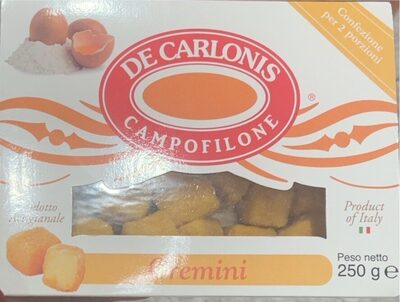 Confezione
per 2 porzioni
DE CARLONIS
CAMPOFILONE
®
Prodotto
Artigianale
Product
of Italy
Cremini
Peso netto
250 g e